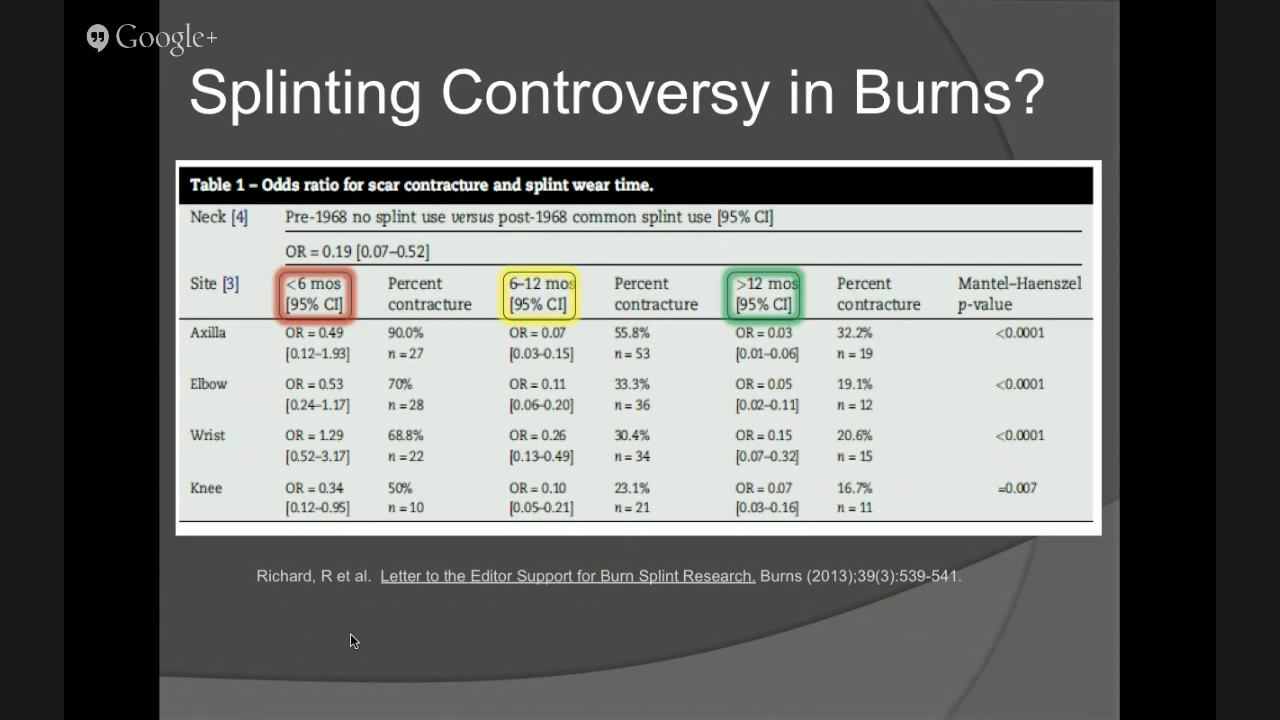 Google+
Splinting Controversy in Burns?
Table 1 – Odds ratio for scar contracture and splint wear time.
Neck [4] Pre-1968 no splint use versus post-1968 common splint use [95% CI]
OR = 0.19 [0.07–0.52]
Site [3] <6 mos Percent 6–12 mos Percent >12 mos Percent Mantel–Haenszel
[95% CI] contracture [95% CI] contracture [95% CI] contracture p-value
Axilla OR = 0.49 90.0% OR = 0.07 55.8% OR = 0.03 32.2% <0.0001
[0.12–1.93] n = 27 [0.03–0.15] n = 53 [0.01–0.06] n = 19
Elbow OR = 0.53 70% OR = 0.11 33.3% OR = 0.05 19.1% <0.0001
[0.24–1.17] n = 28 [0.06–0.20] n = 36 [0.02–0.11] n = 12
Wrist OR = 1.29 68.8% OR = 0.26 30.4% OR = 0.15 20.6% <0.0001
[0.52–3.17] n = 22 [0.13–0.49] n = 34 [0.07–0.32] n = 15
Knee OR = 0.34 50% OR = 0.10 23.1% OR = 0.07 16.7% =0.007
[0.12–0.95] n = 10 [0.05–0.21] n = 21 [0.03–0.16] n = 11
Richard, R et al. Letter to the Editor Support for Burn Splint Research. Burns (2013);39(3):539-541.